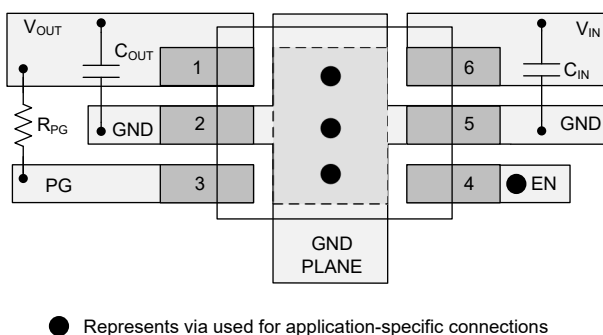 VOUT
COUT
1
6
VIN
CIN
RPG
GND
2
5
GND
PG
3
4
EN
GND
PLANE
Represents via used for application-specific connections